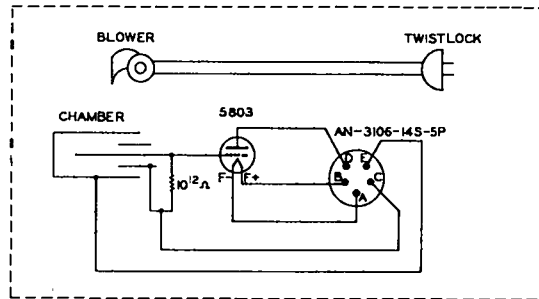 BLOWER
TWISTLOCK
CHAMBER
5803
AN-3106-14S-5P
10¹²Ω
F-
F+
D
E
B
C
A